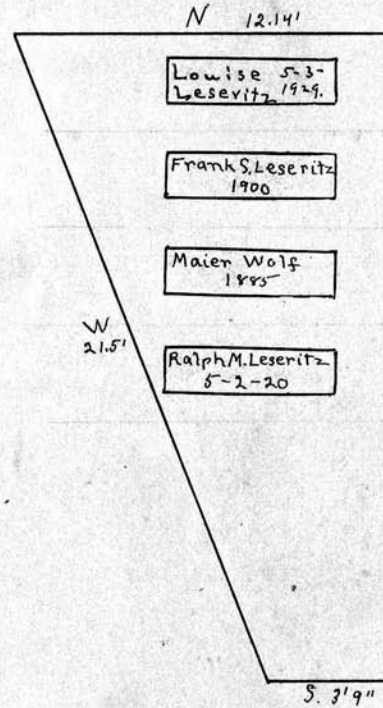 N 12.14'
Louise 5-3-
Leseritz 1929.
Frank S. Leseritz
1900
Maier Wolf
1885
W
21.5'
Ralph M. Leseritz
5-2-20
S. 3'9"